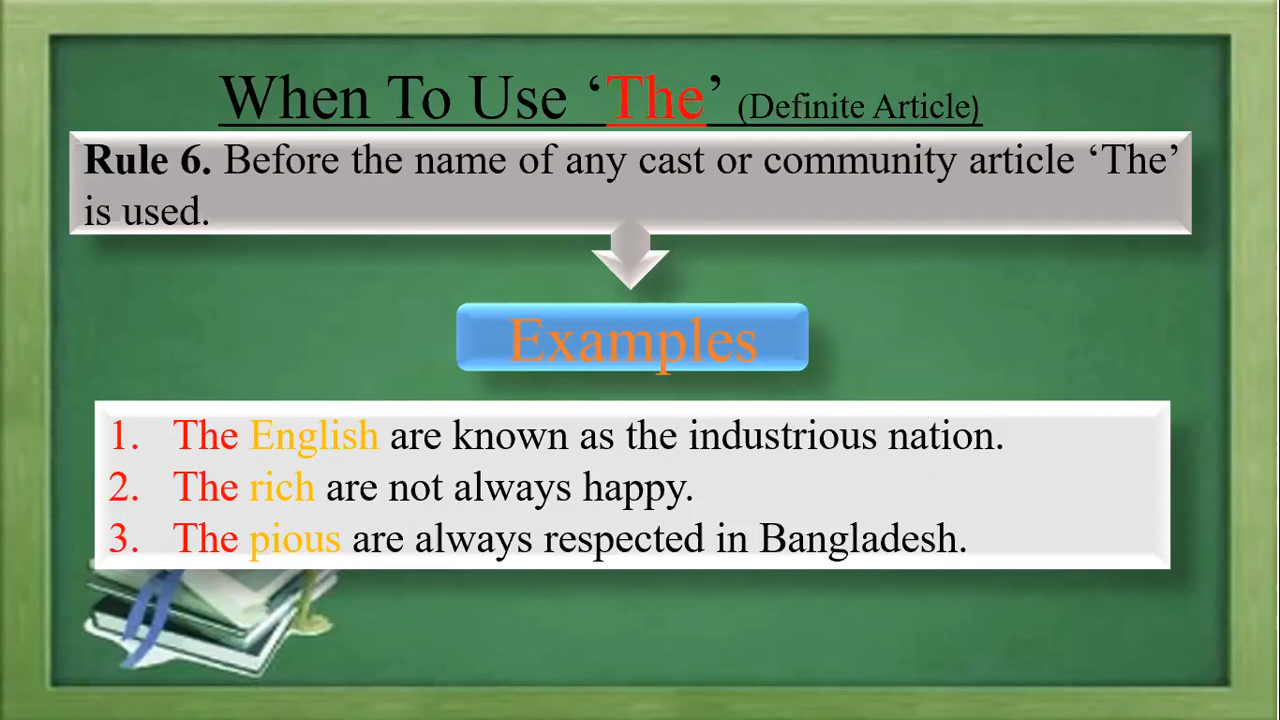 When To Use ‘The’ (Definite Article)
Rule 6. Before the name of any cast or community article ‘The’
is used.
Examples
1. The English are known as the industrious nation.
2. The rich are not always happy.
3. The pious are always respected in Bangladesh.